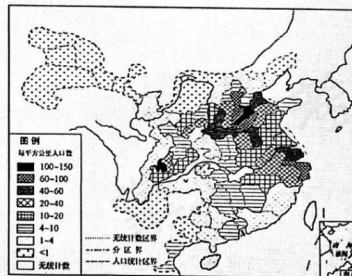 图例
每平方公里人口数
100-150
60-100
40-60
20-40
10-20
4-10
1-4
<1
无统计数
无统计数区界
分区界
人口统计区界
南海